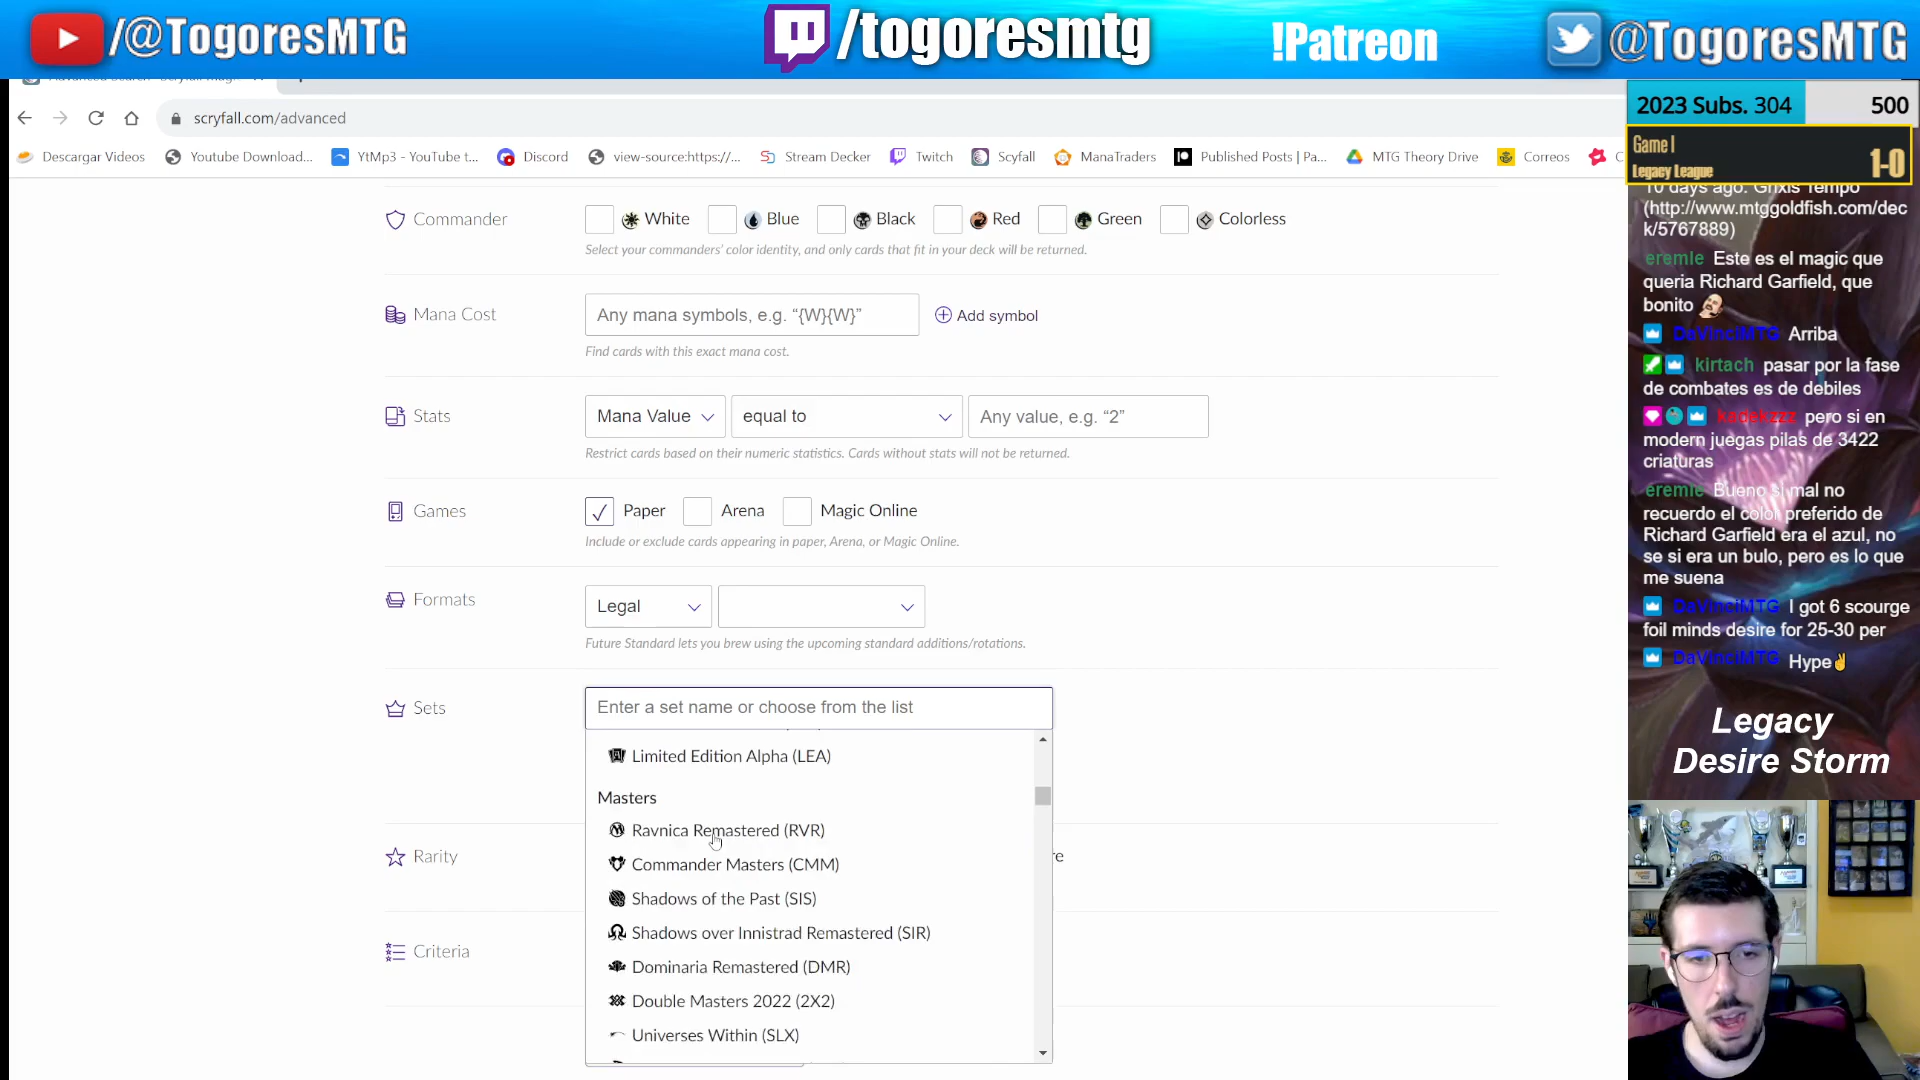 /@TogoresMTG
/togoresmtg
!Patreon
@TogoresMTG
scryfall.com/advanced
Descargar Videos
Youtube Download...
YtMp3 - YouTube t...
Discord
view-source:https://...
Stream Decker
Twitch
Scyfall
ManaTraders
Published Posts | Pa...
MTG Theory Drive
Correos
2023 Subs. 304
500
Game I
Legacy League
1-0
Commander
White
Blue
Black
Red
Green
Colorless
Select your commanders' color identity, and only cards that fit in your deck will be returned.
Mana Cost
Any mana symbols, e.g. “{W}{W}”
Add symbol
Find cards with this exact mana cost.
Stats
Mana Value
equal to
Any value, e.g. “2”
Restrict cards based on their numeric statistics. Cards without stats will not be returned.
Games
Paper
Arena
Magic Online
Include or exclude cards appearing in paper, Arena, or Magic Online.
Formats
Legal
Future Standard lets you brew using the upcoming standard additions/rotations.
Sets
Enter a set name or choose from the list
Limited Edition Alpha (LEA)
Masters
Ravnica Remastered (RVR)
Commander Masters (CMM)
Shadows of the Past (SIS)
Shadows over Innistrad Remastered (SIR)
Dominaria Remastered (DMR)
Double Masters 2022 (2X2)
Universes Within (SLX)
Rarity
re
Criteria
10 days ago. Grixis Tempo
(http://www.mtggoldfish.com/dec
k/5767889)
eremie Este es el magic que
queria Richard Garfield, que
bonito
DaVinciMTG Arriba
kirtach pasar por la fase
de combates es de debiles
kadekzzz pero si en
modern juegas pilas de 3422
criaturas
eremie Bueno si mal no
recuerdo el color preferido de
Richard Garfield era el azul, no
se si era un bulo, pero es lo que
me suena
DaVinciMTG I got 6 scourge
foil minds desire for 25-30 per
DaVinciMTG Hype
Legacy
Desire Storm